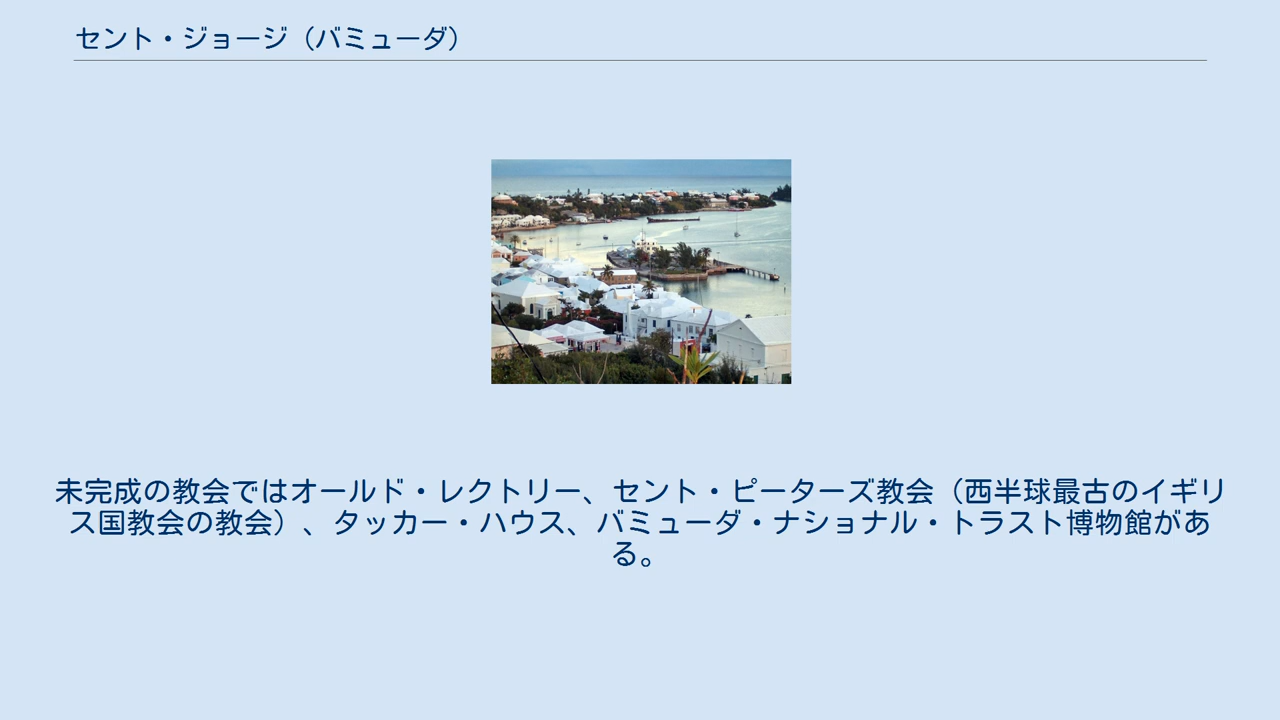 セント・ジョージ（バミューダ）
未完成の教会ではオールド・レクトリー、セント・ピーターズ教会（西半球最古のイギリ
ス国教会の教会）、タッカー・ハウス、バミューダ・ナショナル・トラスト博物館があ
る。